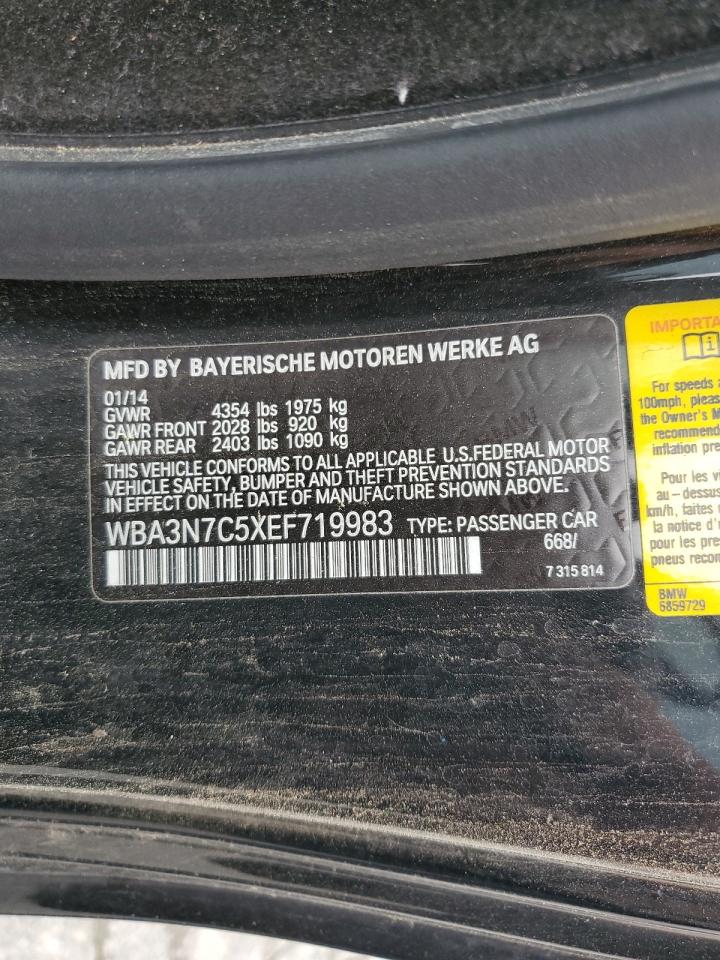 MFD BY BAYERISCHE MOTOREN WERKE AG
01/14
GVWR 4354 lbs 1975 kg
GAWR FRONT 2028 lbs 920 kg
GAWR REAR 2403 lbs 1090 kg
THIS VEHICLE CONFORMS TO ALL APPLICABLE U.S.FEDERAL MOTOR
VEHICLE SAFETY, BUMPER AND THEFT PREVENTION STANDARDS
IN EFFECT ON THE DATE OF MANUFACTURE SHOWN ABOVE.
WBA3N7C5XEF719983 TYPE: PASSENGER CAR
668/
7 315 814
IMPORTA
i
For speeds a
100mph, pleas
the Owner's M
recommend
inflation pre
Pour les vi
au - dessus
km/h, faites
la notice d'
pour les pres
pneus recom
BMW
6859729